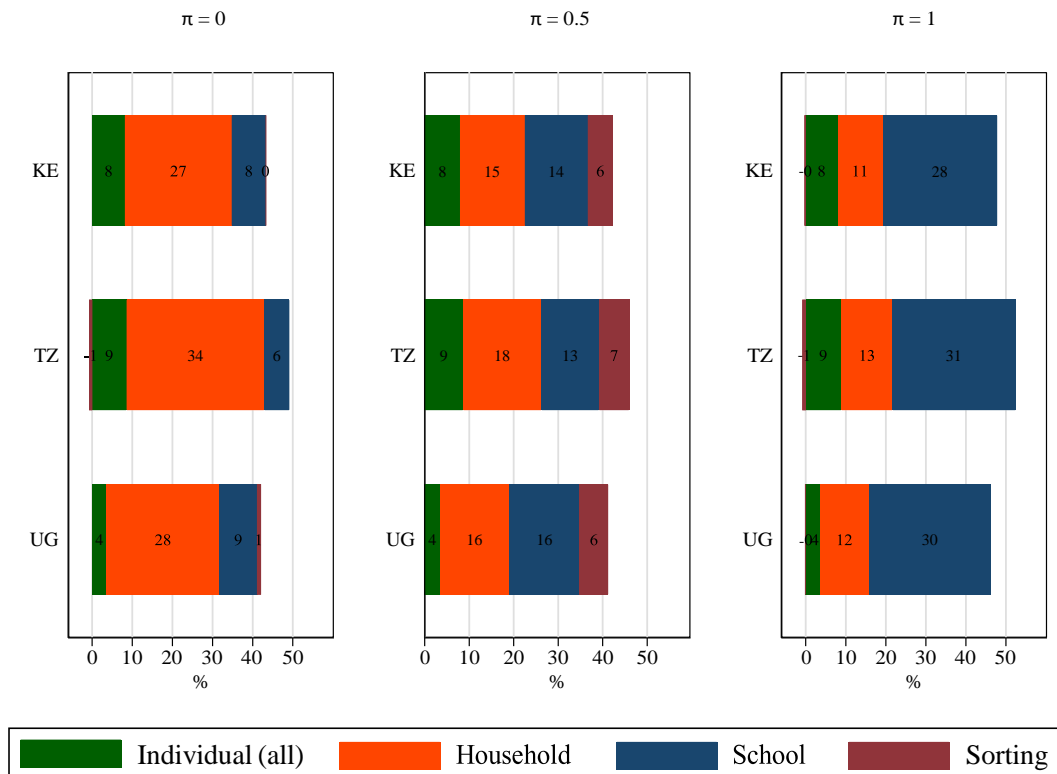 π = 0 π = 0.5 π = 1
KE 8 27 8 0
KE 8 15 14 6
KE -0 8 11 28
TZ -1 9 34 6
TZ 9 18 13 7
TZ -1 9 13 31
UG 4 28 9 1
UG 4 16 16 6
UG -0 4 12 30
0 10 20 30 40 50
%
0 10 20 30 40 50
%
0 10 20 30 40 50
%
Individual (all) Household School Sorting